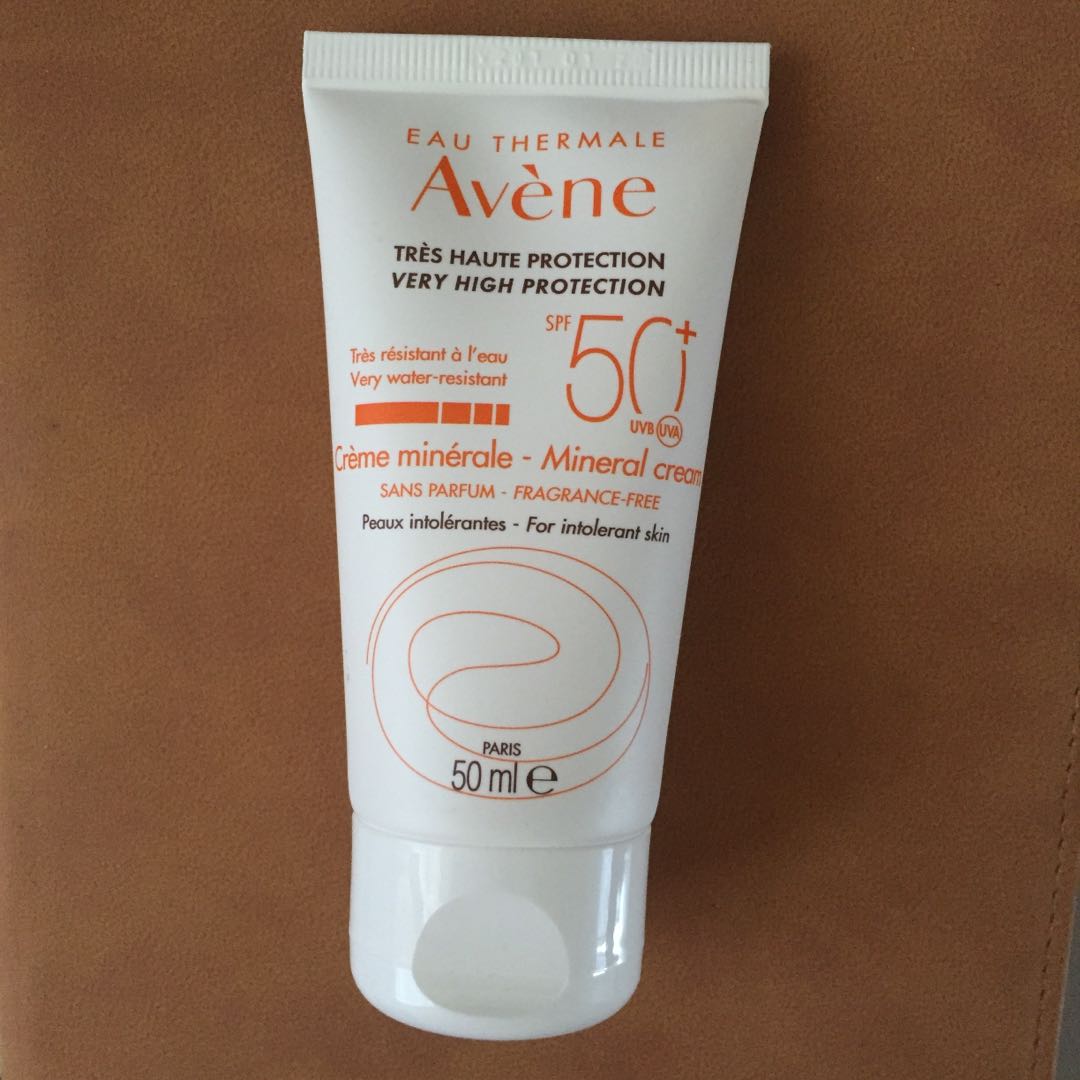 EAU THERMALE
Avène
TRÈS HAUTE PROTECTION
VERY HIGH PROTECTION
SPF 50+
Très résistant à l'eau
Very water-resistant
UVB UVA
Crème minérale - Mineral cream
SANS PARFUM - FRAGRANCE-FREE
Peaux intolérantes - For intolerant skin
PARIS
50 ml e